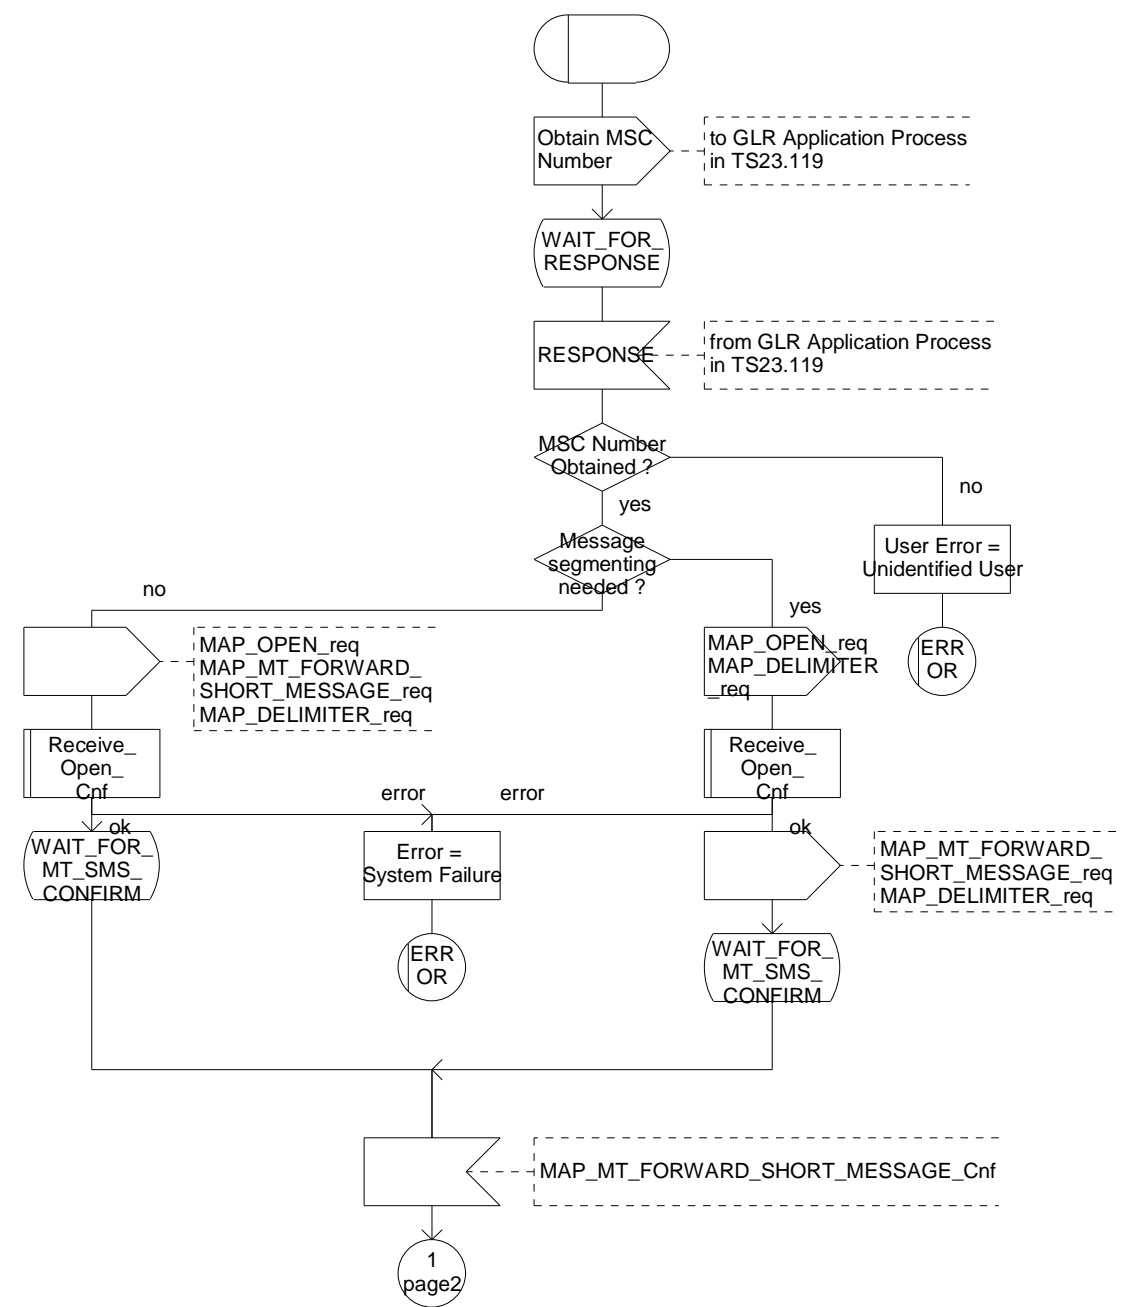 Obtain MSC
Number
to GLR Application Process
in TS23.119
WAIT_FOR_
RESPONSE
RESPONSE
from GLR Application Process
in TS23.119
MSC Number
Obtained ?
no
yes
User Error =
Unidentified User
ERR
OR
Message
segmenting
needed ?
no
yes
MAP_OPEN_req
MAP_MT_FORWARD_
SHORT_MESSAGE_req
MAP_DELIMITER_req
MAP_OPEN_req
MAP_DELIMITER
_req
Receive_
Open_
Cnf
Receive_
Open_
Cnf
error
error
ok
ok
WAIT_FOR_
MT_SMS_
CONFIRM
Error =
System Failure
MAP_MT_FORWARD_
SHORT_MESSAGE_req
MAP_DELIMITER_req
ERR
OR
WAIT_FOR_
MT_SMS_
CONFIRM
MAP_MT_FORWARD_SHORT_MESSAGE_Cnf
1
page2